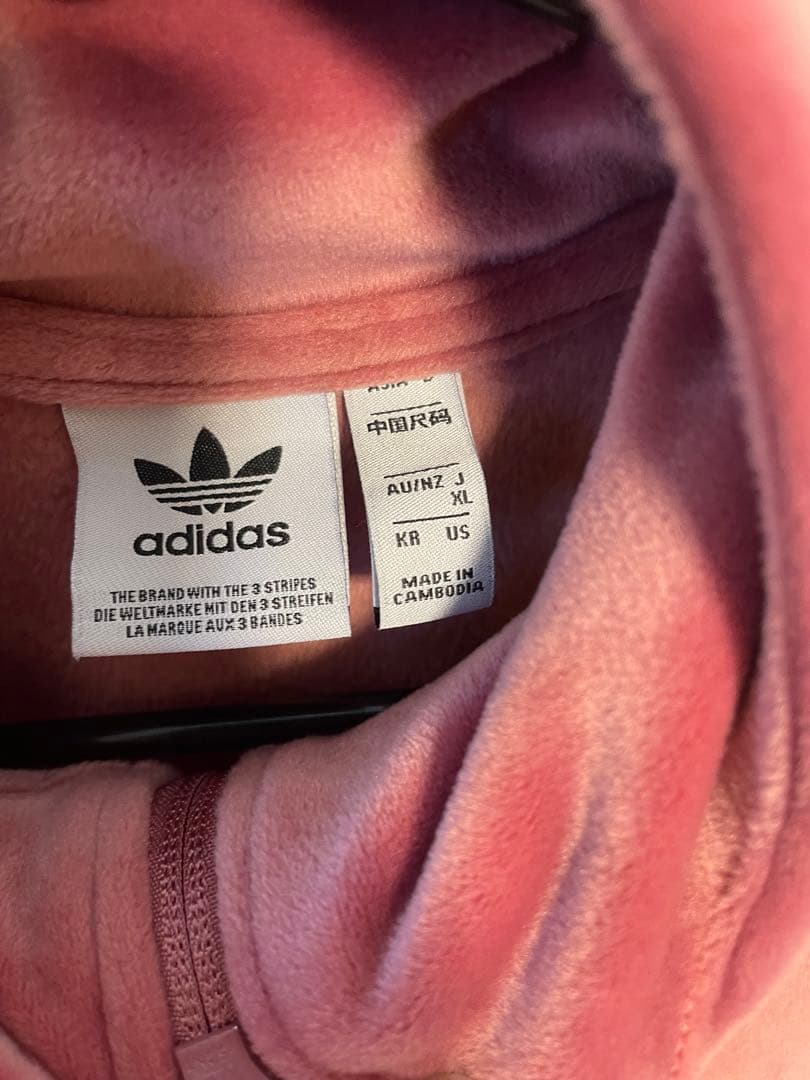 adidas
THE BRAND WITH THE 3 STRIPES
DIE WELTMARKE MIT DEN 3 STREIFEN
LA MARQUE AUX 3 BANDES
中国尺码
AU/NZ J
XL
KR US
MADE IN
CAMBODIA